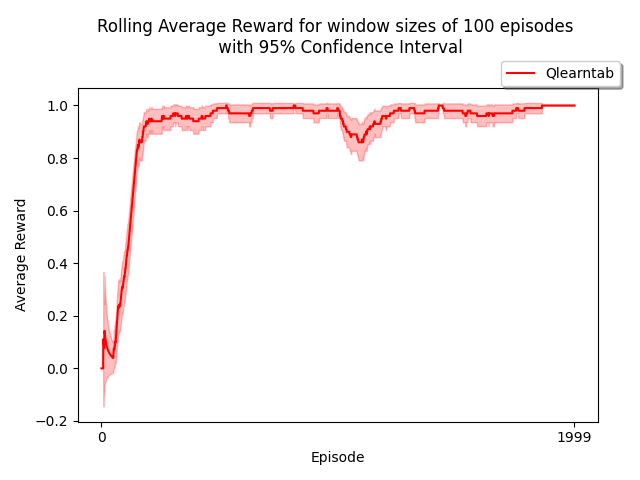 Rolling Average Reward for window sizes of 100 episodes
with 95% Confidence Interval
Qlearntab
1.0
0.8
0.6
0.4
0.2
0.0
−0.2
Average Reward
0
1999
Episode